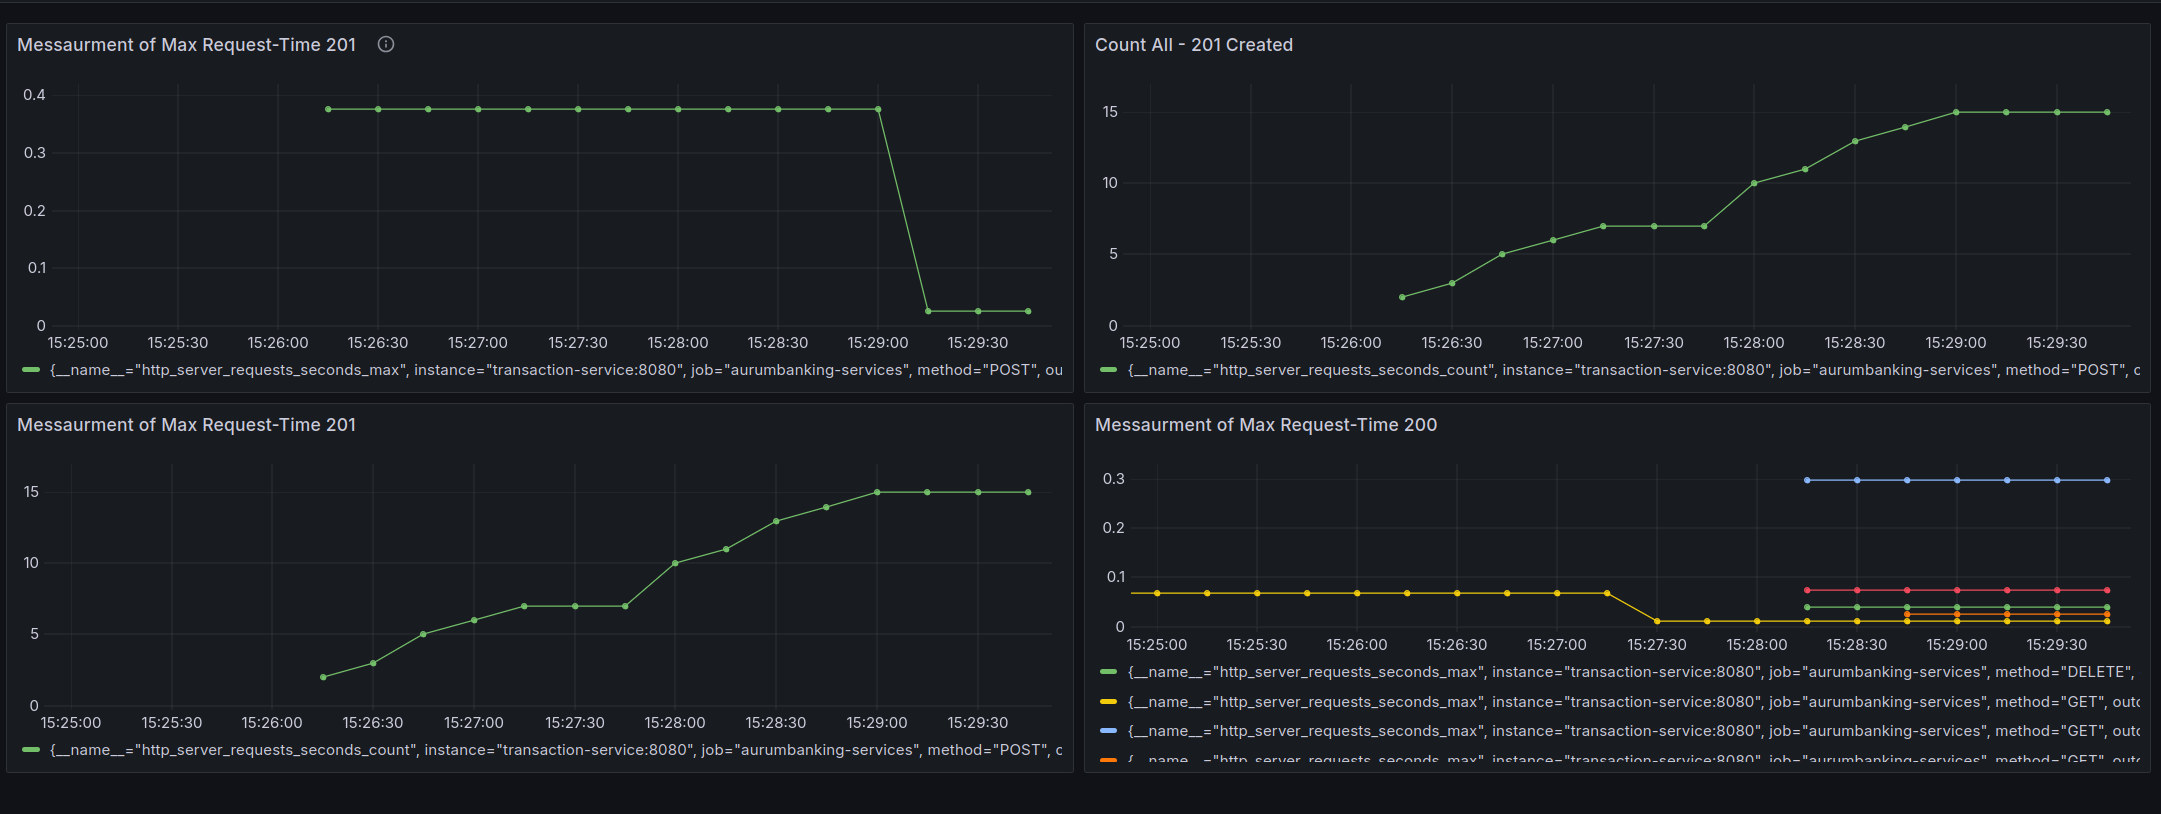 Messaurment of Max Request-Time 201
0.4
0.3
0.2
0.1
0
15:25:00 15:25:30 15:26:00 15:26:30 15:27:00 15:27:30 15:28:00 15:28:30 15:29:00 15:29:30
{__name__="http_server_requests_seconds_max", instance="transaction-service:8080", job="aurumbanking-services", method="POST", ou
Count All - 201 Created
15
10
5
0
15:25:00 15:25:30 15:26:00 15:26:30 15:27:00 15:27:30 15:28:00 15:28:30 15:29:00 15:29:30
{__name__="http_server_requests_seconds_count", instance="transaction-service:8080", job="aurumbanking-services", method="POST", c
Messaurment of Max Request-Time 201
15
10
5
0
15:25:00 15:25:30 15:26:00 15:26:30 15:27:00 15:27:30 15:28:00 15:28:30 15:29:00 15:29:30
{__name__="http_server_requests_seconds_count", instance="transaction-service:8080", job="aurumbanking-services", method="POST", c
Messaurment of Max Request-Time 200
0.3
0.2
0.1
0
15:25:00 15:25:30 15:26:00 15:26:30 15:27:00 15:27:30 15:28:00 15:28:30 15:29:00 15:29:30
{__name__="http_server_requests_seconds_max", instance="transaction-service:8080", job="aurumbanking-services", method="DELETE",
{__name__="http_server_requests_seconds_max", instance="transaction-service:8080", job="aurumbanking-services", method="GET", outc
{__name__="http_server_requests_seconds_max", instance="transaction-service:8080", job="aurumbanking-services", method="GET", outc
{__name__="http_server_requests_seconds_max", instance="transaction-service:8080", job="aurumbanking-services", method="GET", outc